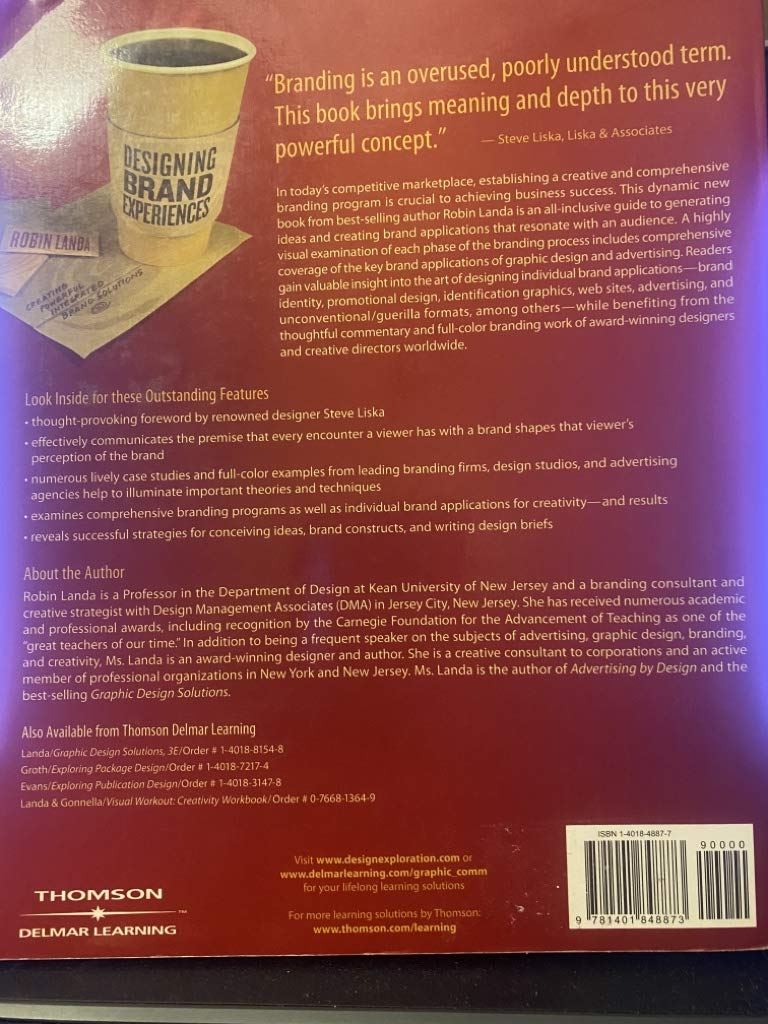 DESIGNING
BRAND
EXPERIENCES
ROBIN LANDA
CREATING
POWERFUL
INTEGRATED
BRAND SOLUTIONS
“Branding is an overused, poorly understood term.
This book brings meaning and depth to this very
powerful concept.”
— Steve Liska, Liska & Associates
In today’s competitive marketplace, establishing a creative and comprehensive
branding program is crucial to achieving business success. This dynamic new
book from best-selling author Robin Landa is an all-inclusive guide to generating
ideas and creating brand applications that resonate with an audience. A highly
visual examination of each phase of the branding process includes comprehensive
coverage of the key brand applications of graphic design and advertising. Readers
gain valuable insight into the art of designing individual brand applications—brand
identity, promotional design, identification graphics, web sites, advertising, and
unconventional/guerilla formats, among others—while benefiting from the
thoughtful commentary and full-color branding work of award-winning designers
and creative directors worldwide.
Look Inside for these Outstanding Features
• thought-provoking foreword by renowned designer Steve Liska
• effectively communicates the premise that every encounter a viewer has with a brand shapes that viewer’s
perception of the brand
• numerous lively case studies and full-color examples from leading branding firms, design studios, and advertising
agencies help to illuminate important theories and techniques
• examines comprehensive branding programs as well as individual brand applications for creativity—and results
• reveals successful strategies for conceiving ideas, brand constructs, and writing design briefs
About the Author
Robin Landa is a Professor in the Department of Design at Kean University of New Jersey and a branding consultant and
creative strategist with Design Management Associates (DMA) in Jersey City, New Jersey. She has received numerous academic
and professional awards, including recognition by the Carnegie Foundation for the Advancement of Teaching as one of the
“great teachers of our time.” In addition to being a frequent speaker on the subjects of advertising, graphic design, branding,
and creativity, Ms. Landa is an award-winning designer and author. She is a creative consultant to corporations and an active
member of professional organizations in New York and New Jersey. Ms. Landa is the author of Advertising by Design and the
best-selling Graphic Design Solutions.
Also Available from Thomson Delmar Learning
Landa/Graphic Design Solutions, 3E/Order # 1-4018-8154-8
Groth/Exploring Package Design/Order # 1-4018-7217-4
Evans/Exploring Publication Design/Order # 1-4018-3147-8
Landa & Gonnella/Visual Workout: Creativity Workbook/Order # 0-7668-1364-9
THOMSON
™
DELMAR LEARNING
Visit www.designexploration.com or
www.delmarlearning.com/graphic_comm
for your lifelong learning solutions
For more learning solutions by Thomson:
www.thomson.com/learning
ISBN 1-4018-4887-7
90000
9 781401 848873